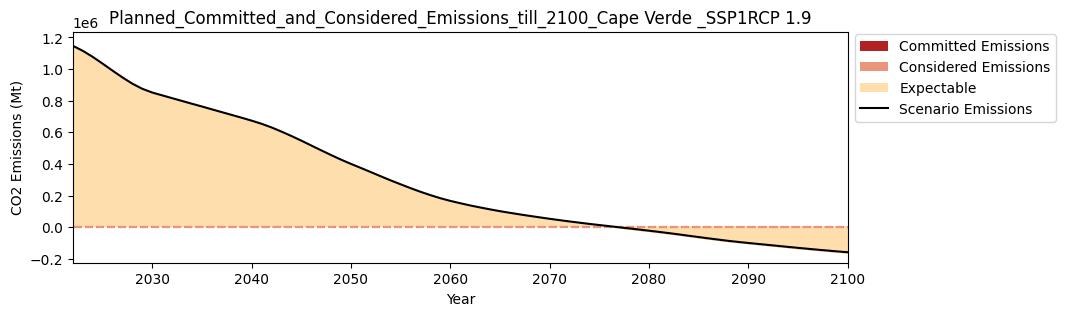 Planned_Committed_and_Considered_Emissions_till_2100_Cape Verde _SSP1RCP 1.9
1e6
1.2
1.0
0.8
0.6
0.4
0.2
0.0
−0.2
CO2 Emissions (Mt)
2030 2040 2050 2060 2070 2080 2090 2100
Year
Committed Emissions
Considered Emissions
Expectable
Scenario Emissions